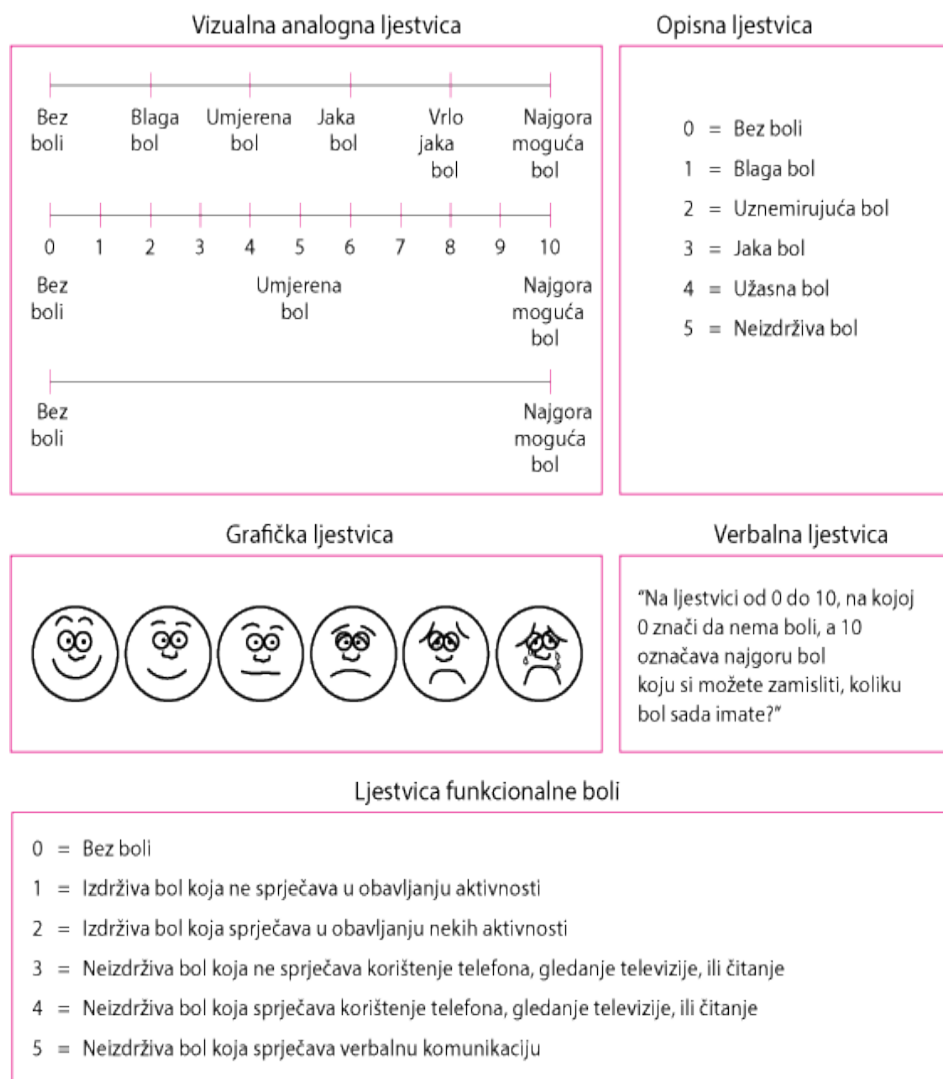 Vizualna analogna ljestvica
Bez Blaga Umjerena Jaka Vrlo Najgora
boli bol bol bol jaka moguća
bol bol
0 1 2 3 4 5 6 7 8 9 10
Bez Umjerena Najgora
boli bol moguća
bol
Bez Najgora
boli moguća
bol
Opisna ljestvica
0 = Bez boli
1 = Blaga bol
2 = Uznemirujuća bol
3 = Jaka bol
4 = Užasna bol
5 = Neizdrživa bol
Grafička ljestvica
Verbalna ljestvica
“Na ljestvici od 0 do 10, na kojoj
0 znači da nema boli, a 10
označava najgoru bol
koju si možete zamisliti, koliku
bol sada imate?”
Ljestvica funkcionalne boli
0 = Bez boli
1 = Izdrživa bol koja ne sprječava u obavljanju aktivnosti
2 = Izdrživa bol koja sprječava u obavljanju nekih aktivnosti
3 = Neizdrživa bol koja ne sprječava korištenje telefona, gledanje televizije, ili čitanje
4 = Neizdrživa bol koja sprječava korištenje telefona, gledanje televizije, ili čitanje
5 = Neizdrživa bol koja sprječava verbalnu komunikaciju